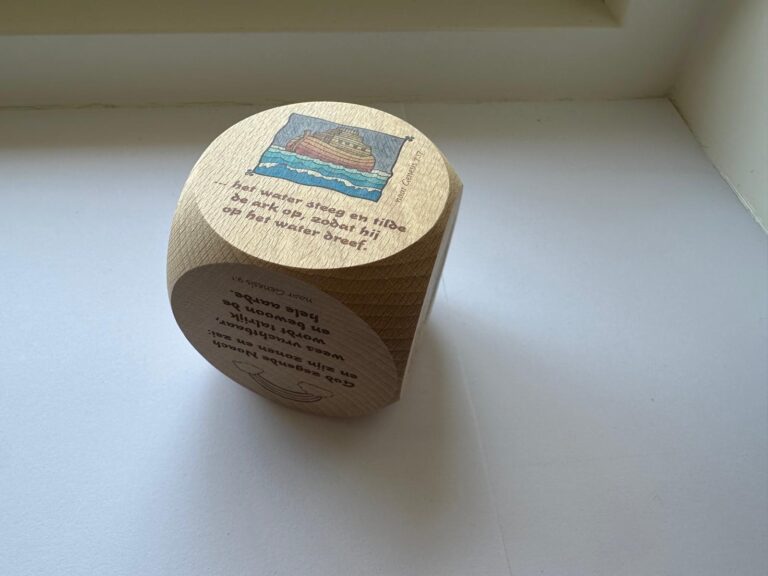 ... het water steeg en tilde
de ark op, zodat hij
op het water dreef.
naar Genesis 7:17
God zegende Noach
en zijn zonen en zei:
wees vruchtbaar,
wordt talrijk
en bewoon de
hele aarde.
naar Genesis 9:1